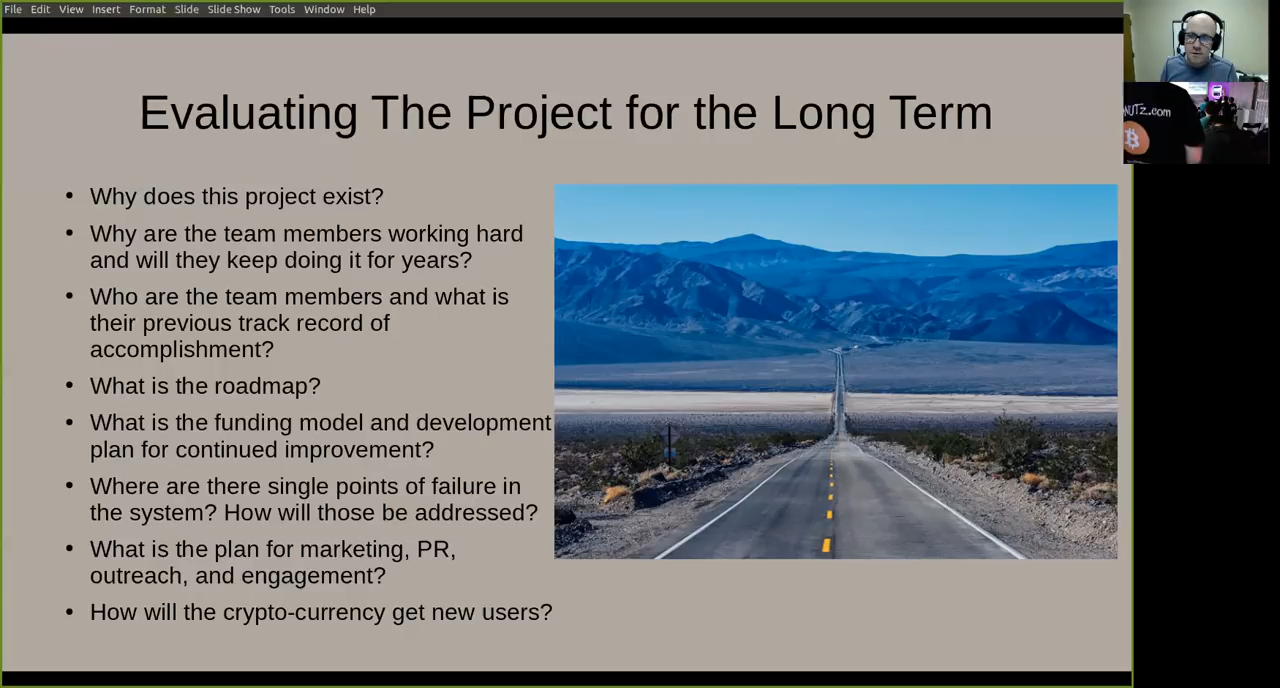 File Edit View Insert Format Slide Slide Show Tools Window Help
Evaluating The Project for the Long Term
• Why does this project exist?
• Why are the team members working hard
and will they keep doing it for years?
• Who are the team members and what is
their previous track record of
accomplishment?
• What is the roadmap?
• What is the funding model and development
plan for continued improvement?
• Where are there single points of failure in
the system? How will those be addressed?
• What is the plan for marketing, PR,
outreach, and engagement?
• How will the crypto-currency get new users?
NUTZ.com